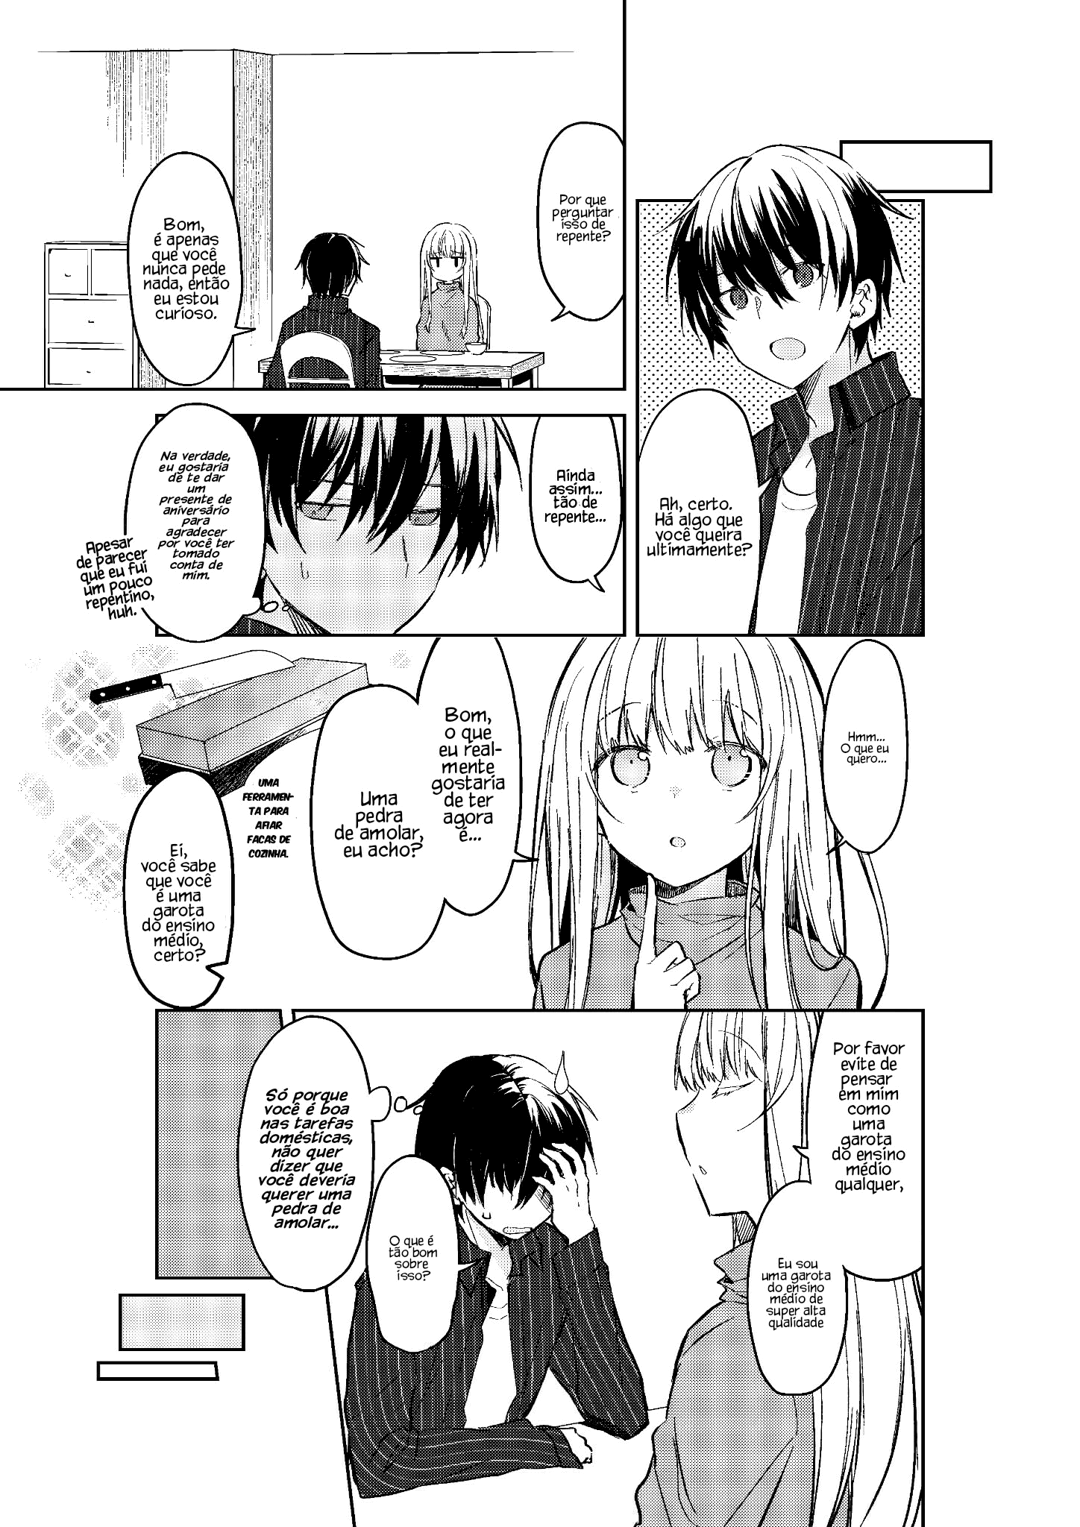 Ah, certo.
Há algo que
você queira
ultimamente?
Por que
perguntar
isso de
repente?
Bom,
é apenas
que você
nunca pede
nada, então
eu estou
curioso.
Ainda
assim...
tão de
repente...
Na verdade,
eu gostaria
de te dar
um
presente de
aniversário
para
agradecer
por você ter
tomado
conta de
mim.
Apesar
de parecer
que eu fui
um pouco
repentino,
huh.
Hmm...
O que eu
quero...
Bom,
o que
eu real-
mente
gostaria
de ter
agora
é...
Uma
pedra
de amolar,
eu acho?
UMA
FERRAMEN-
TA PARA
AFIAR
FACAS DE
COZINHA.
Ei,
você sabe
que você
é uma
garota
do ensino
médio,
certo?
Por favor
evite de
pensar
em mim
como
uma
garota
do ensino
médio
qualquer,
Eu sou
uma garota
do ensino
médio de
super alta
qualidade
O que é
tão bom
sobre
isso?
Só porque
você é boa
nas tarefas
domésticas,
não quer
dizer que
você deveria
querer uma
pedra de
amolar...